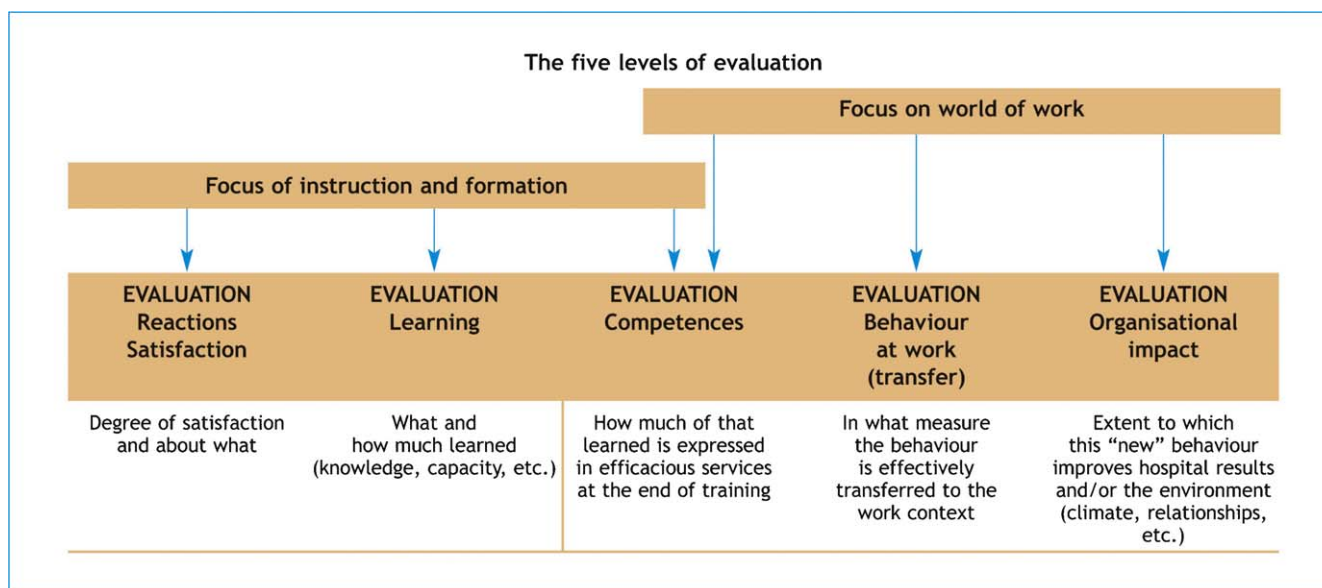 The five levels of evaluation
Focus on world of work
Focus of instruction and formation
EVALUATION
Reactions
Satisfaction
EVALUATION
Learning
EVALUATION
Competences
EVALUATION
Behaviour
at work
(transfer)
EVALUATION
Organisational
impact
Degree of satisfaction
and about what
What and
how much learned
(knowledge, capacity, etc.)
How much of that
learned is expressed
in efficacious services
at the end of training
In what measure
the behaviour
is effectively
transferred to the
work context
Extent to which
this “new” behaviour
improves hospital results
and/or the environment
(climate, relationships,
etc.)